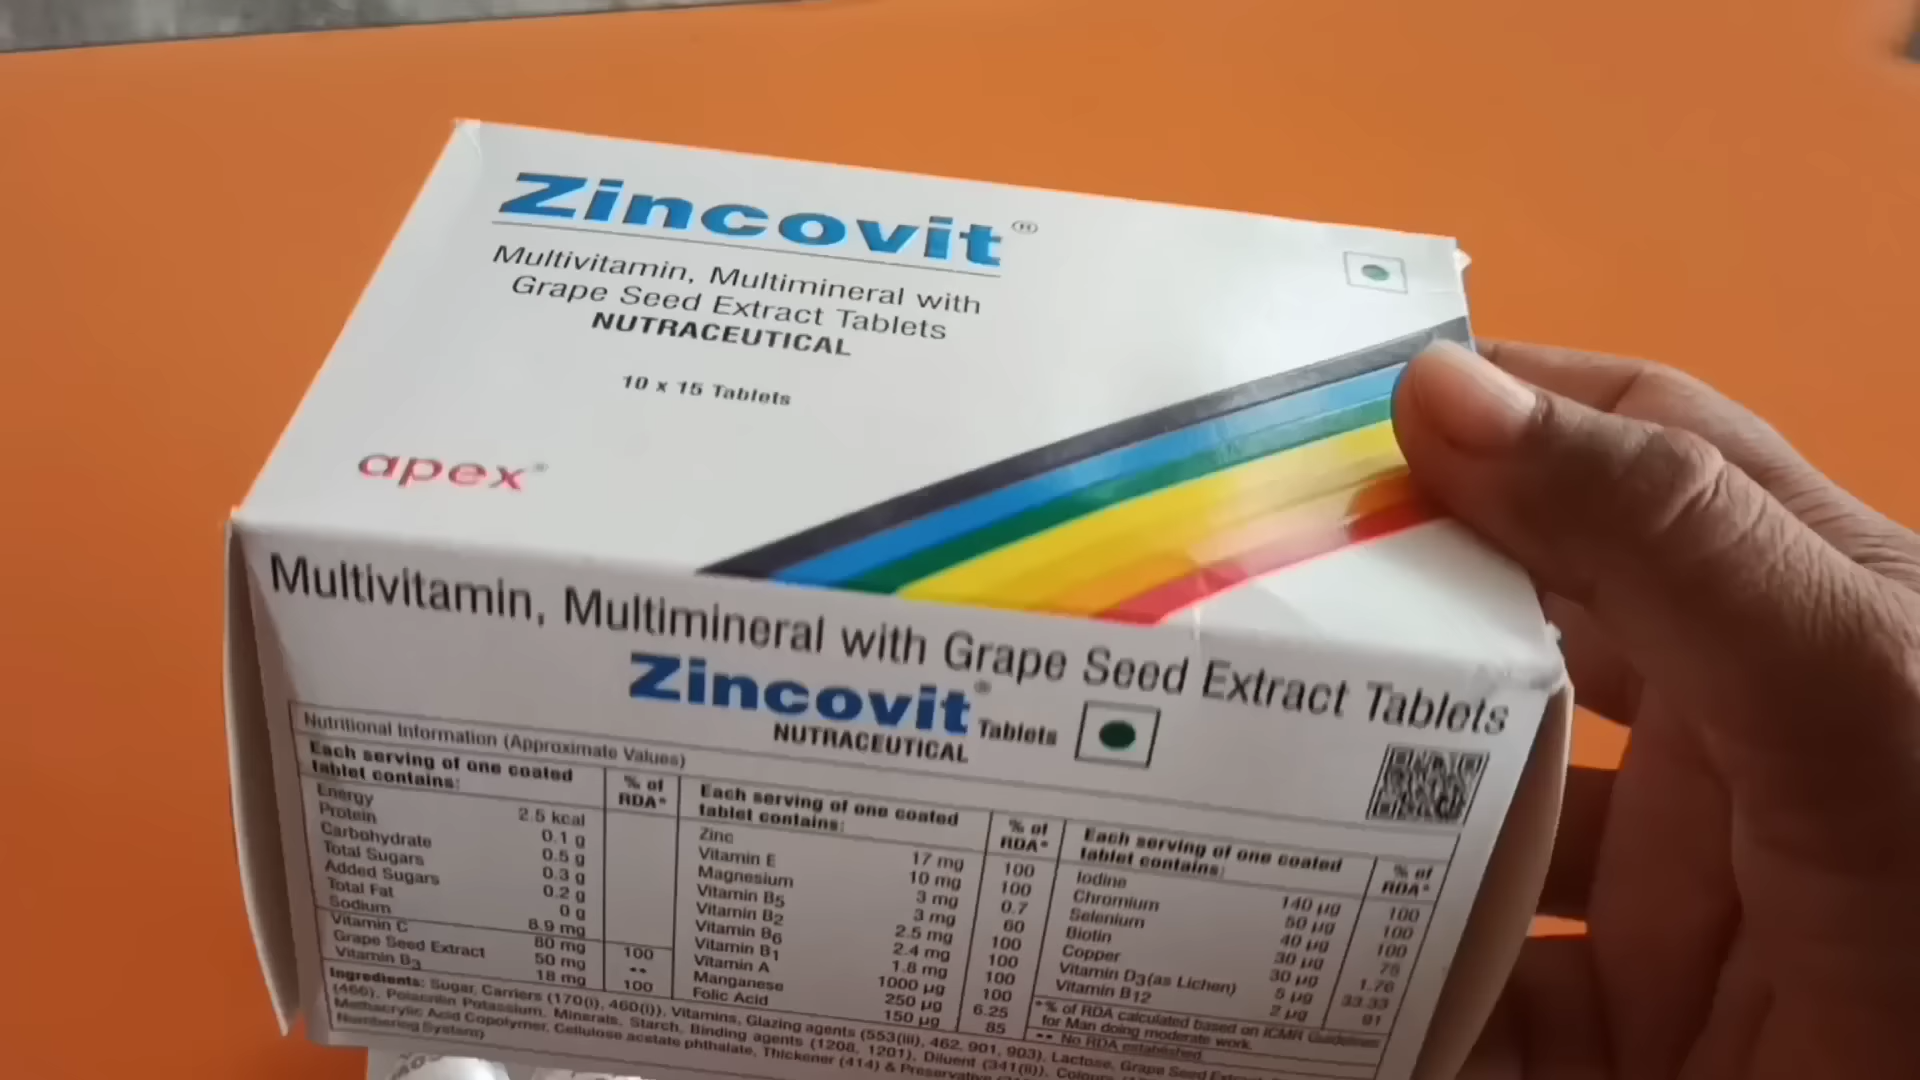 Zincovit®
Multivitamin, Multimineral with
Grape Seed Extract Tablets
NUTRACEUTICAL
10 x 15 Tablets
apex®
Multivitamin, Multimineral with Grape Seed Extract Tablets
Zincovit® Tablets
NUTRACEUTICAL
Nutritional Information (Approximate Values)
Each serving of one coated tablet contains: % of RDA*
Energy 2.5 kcal
Protein 0.1 g
Carbohydrate 0.5 g
Total Sugars 0.3 g
Added Sugars 0.2 g
Total Fat 0 g
Sodium 8.9 mg
Vitamin C 80 mg 100
Grape Seed Extract 50 mg **
Vitamin B3 18 mg 100
Each serving of one coated tablet contains: % of RDA*
Zinc 17 mg 100
Vitamin E 10 mg 100
Magnesium 3 mg 0.7
Vitamin B5 3 mg 60
Vitamin B2 2.5 mg 100
Vitamin B6 2.4 mg 100
Vitamin B1 1.8 mg 100
Vitamin A 1000 µg 100
Manganese 250 µg 6.25
Folic Acid 150 µg 85
Each serving of one coated tablet contains: % of RDA*
Iodine 140 µg 100
Chromium 50 µg 100
Selenium 40 µg 100
Biotin 30 µg 75
Copper 30 µg 1.76
Vitamin D3 (as Lichen) 5 µg 33.33
Vitamin B12 2 µg 91
*% of RDA calculated based on ICMR Guidelines
for Man doing moderate work.
** No RDA established.
Ingredients: Sugar, Carriers (170(i), 460(i)), Vitamins, Glazing agents (553(iii), 462, 901, 903), Lactose, Grape Seed
(466), Polacrilin Potassium, Minerals, Starch, Binding agents (1208, 1201), Diluent (341(ii)),
Methacrylic Acid Copolymer, Cellulose acetate phthalate, Thickener (414) & Preservative
Numbering System)